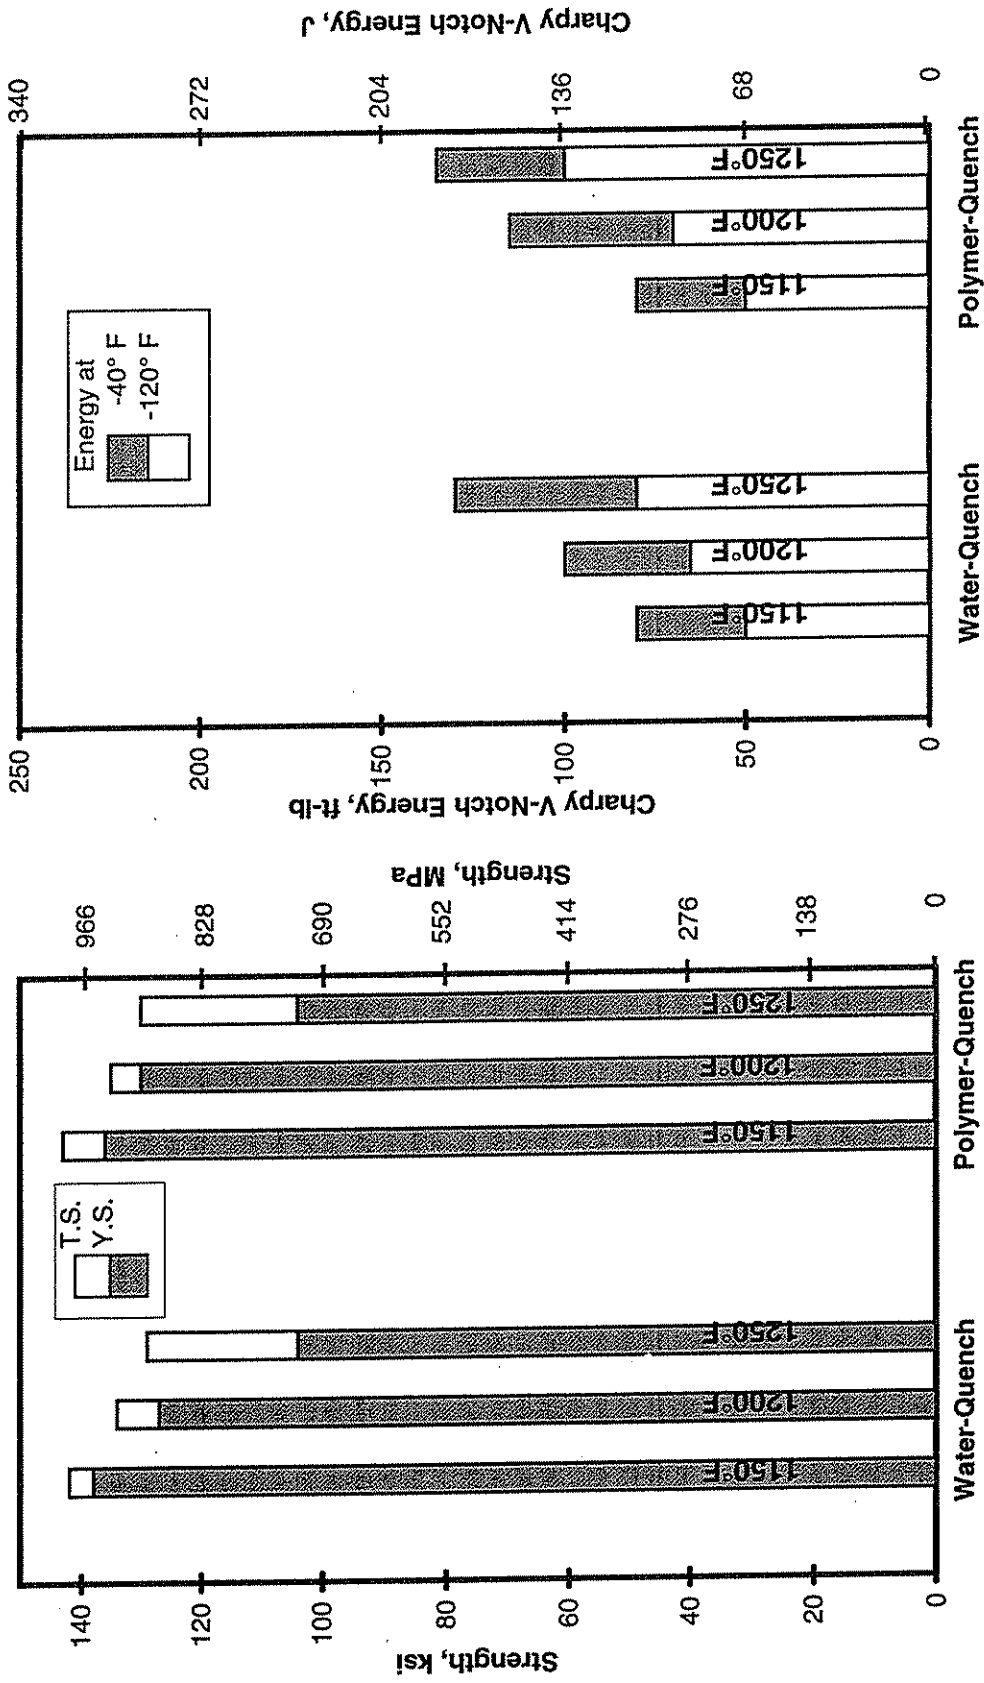 Strength, ksi
140
120
100
80
60
40
20
0
T.S.
Y.S.
1150°F
1200°F
1250°F
1150°F
1200°F
1250°F
Water-Quench
Polymer-Quench
966
828
690
552
414
276
138
0
Strength, MPa
Charpy V-Notch Energy, ft-lb
250
200
150
100
50
0
Energy at
-40° F
-120° F
1150°F
1200°F
1250°F
1150°F
1200°F
1250°F
Water-Quench
Polymer-Quench
340
272
204
136
68
0
Charpy V-Notch Energy, J